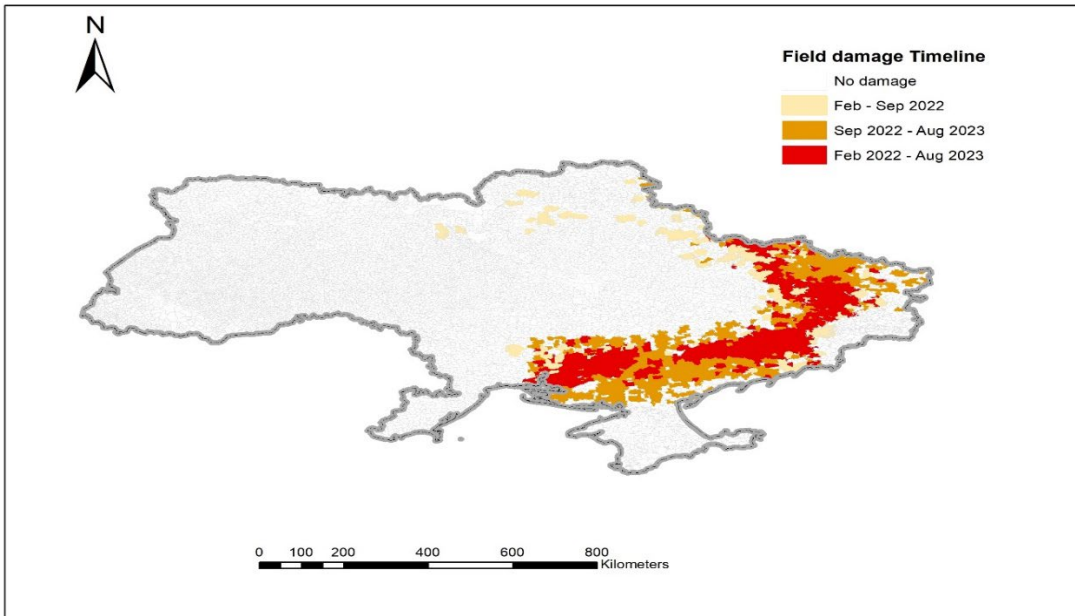 N
Field damage Timeline
No damage
Feb - Sep 2022
Sep 2022 - Aug 2023
Feb 2022 - Aug 2023
0 100 200 400 600 800
Kilometers